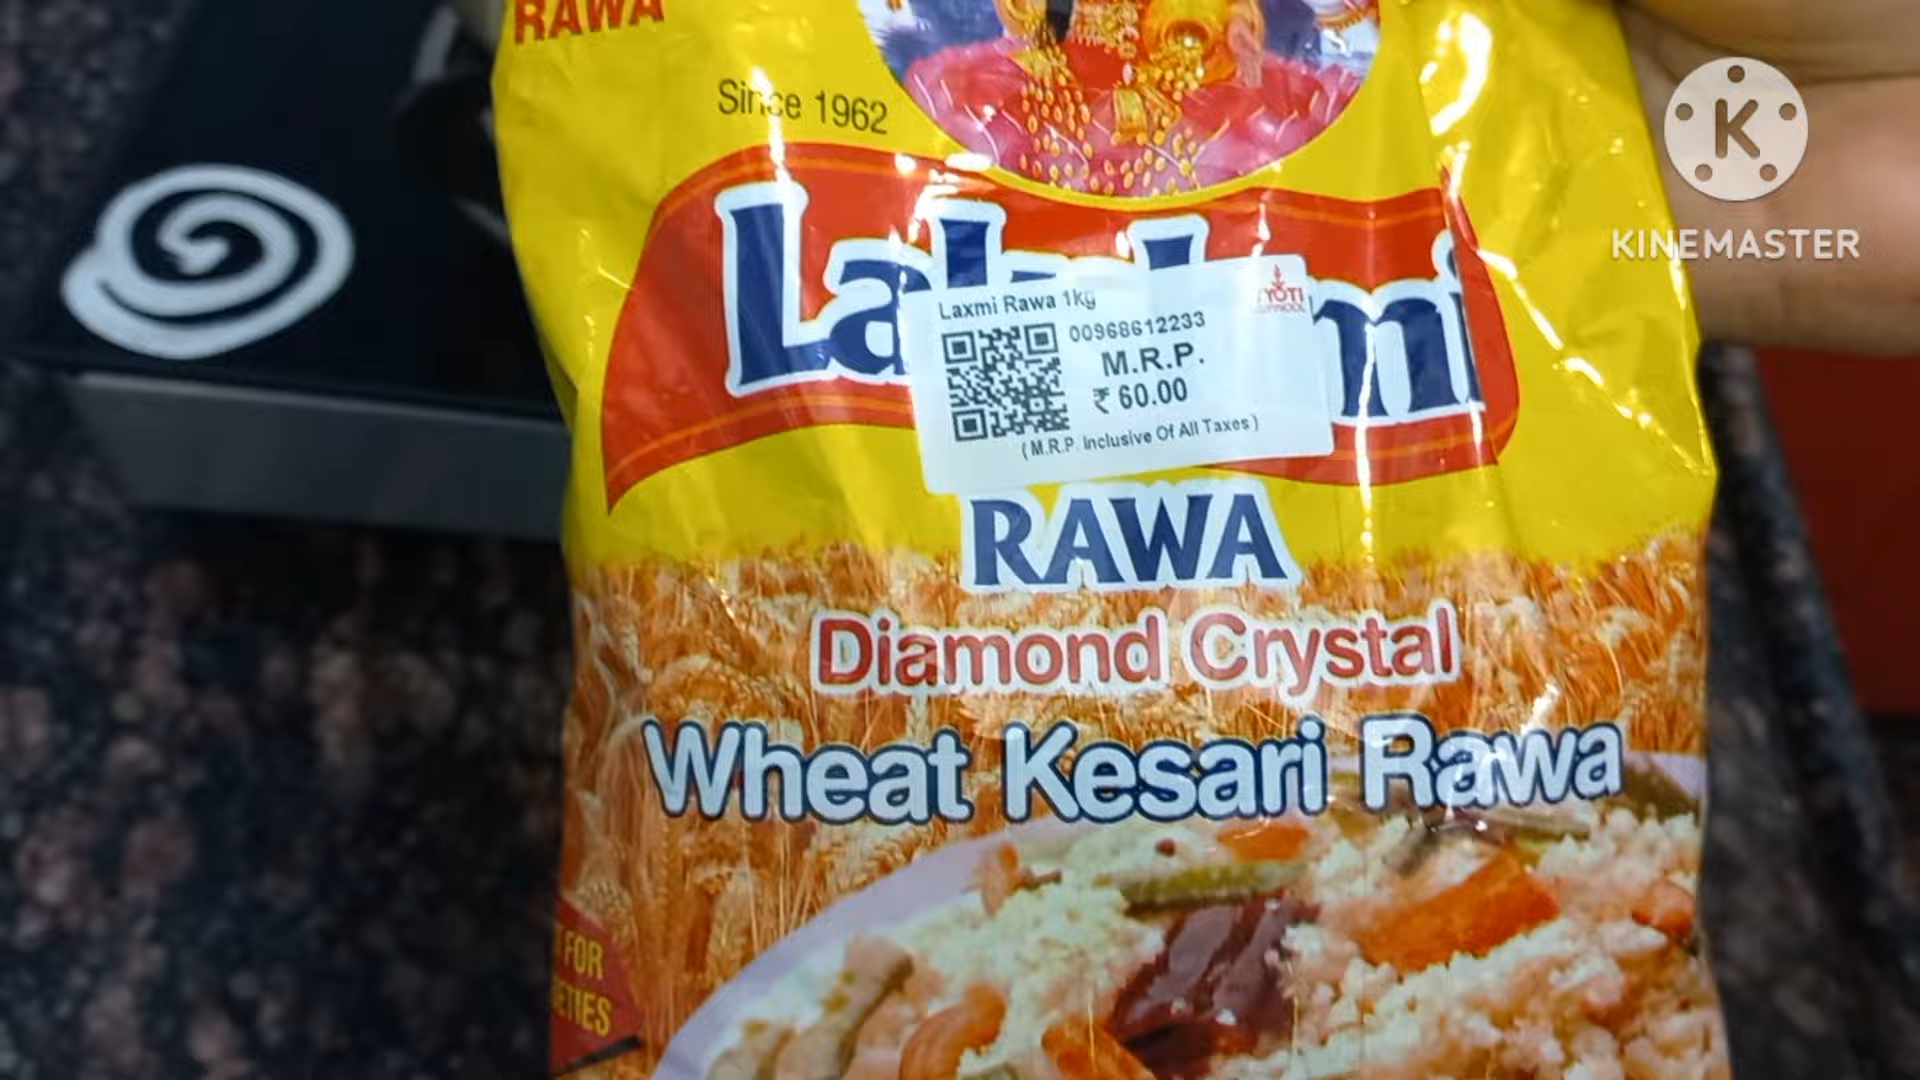 RAWA
Since 1962
Laxmi Rawa 1kg
00968612233
M.R.P.
₹ 60.00
( M.R.P. Inclusive Of All Taxes )
RAWA
Diamond Crystal
Wheat Kesari Rawa
FOR
K
KINEMASTER